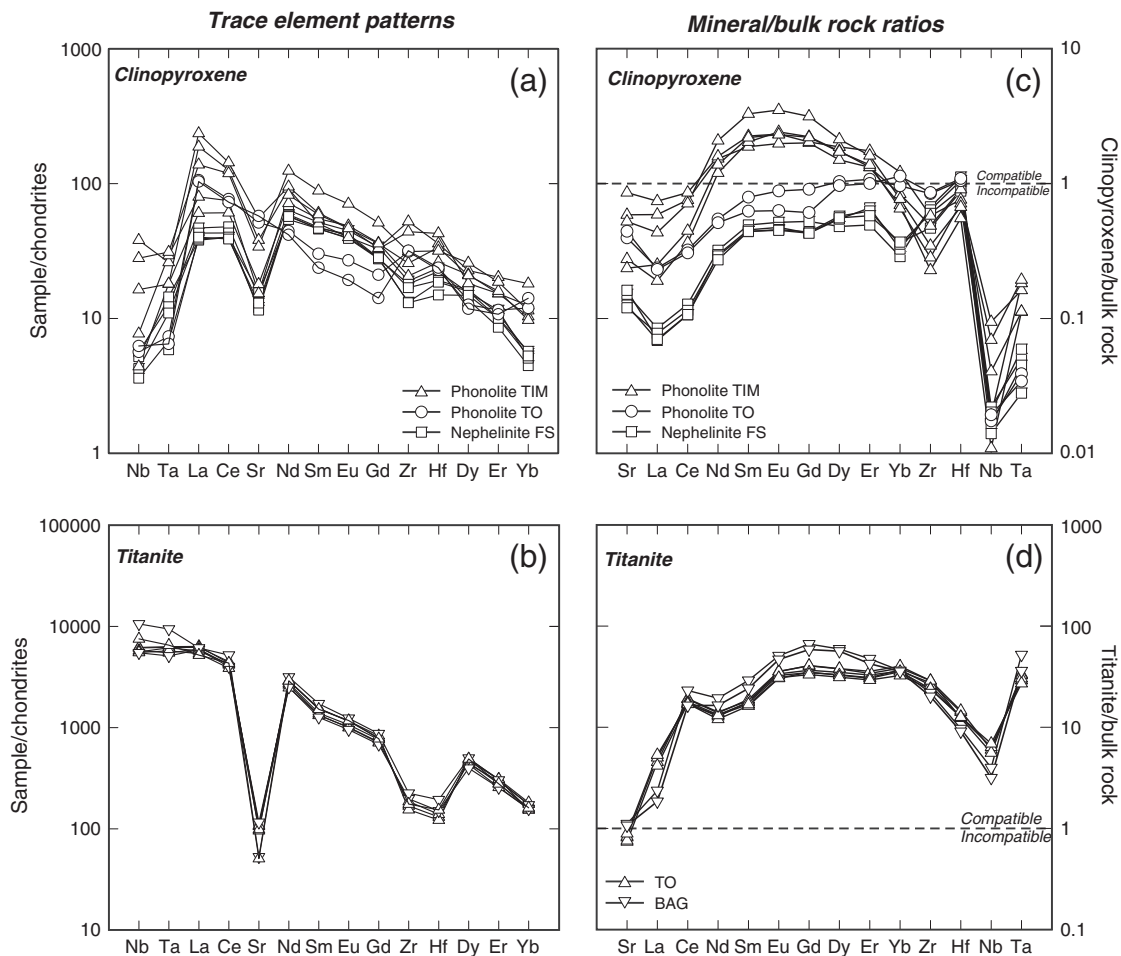 Trace element patterns
Mineral/bulk rock ratios
1000
100
10
1
Sample/chondrites
Clinopyroxene
(a)
Phonolite TIM
Phonolite TO
Nephelinite FS
Nb Ta La Ce Sr Nd Sm Eu Gd Zr Hf Dy Er Yb
Clinopyroxene
(c)
Compatible
Incompatible
Phonolite TIM
Phonolite TO
Nephelinite FS
10
1
0.1
0.01
Clinopyroxene/bulk rock
Sr La Ce Nd Sm Eu Gd Dy Er Yb Zr Hf Nb Ta
100000
10000
1000
100
10
Sample/chondrites
Titanite
(b)
Nb Ta La Ce Sr Nd Sm Eu Gd Zr Hf Dy Er Yb
Titanite
(d)
Compatible
Incompatible
TO
BAG
1000
100
10
1
0.1
Titanite/bulk rock
Sr La Ce Nd Sm Eu Gd Dy Er Yb Zr Hf Nb Ta